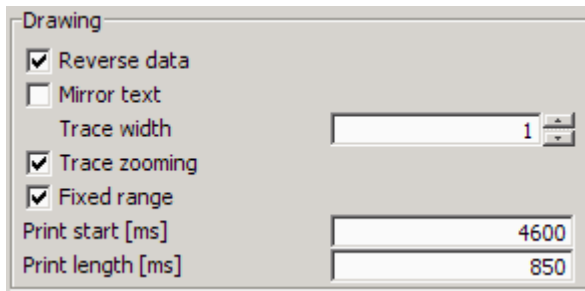 Drawing
Reverse data
Mirror text
Trace width 1
Trace zooming
Fixed range
Print start [ms] 4600
Print length [ms] 850